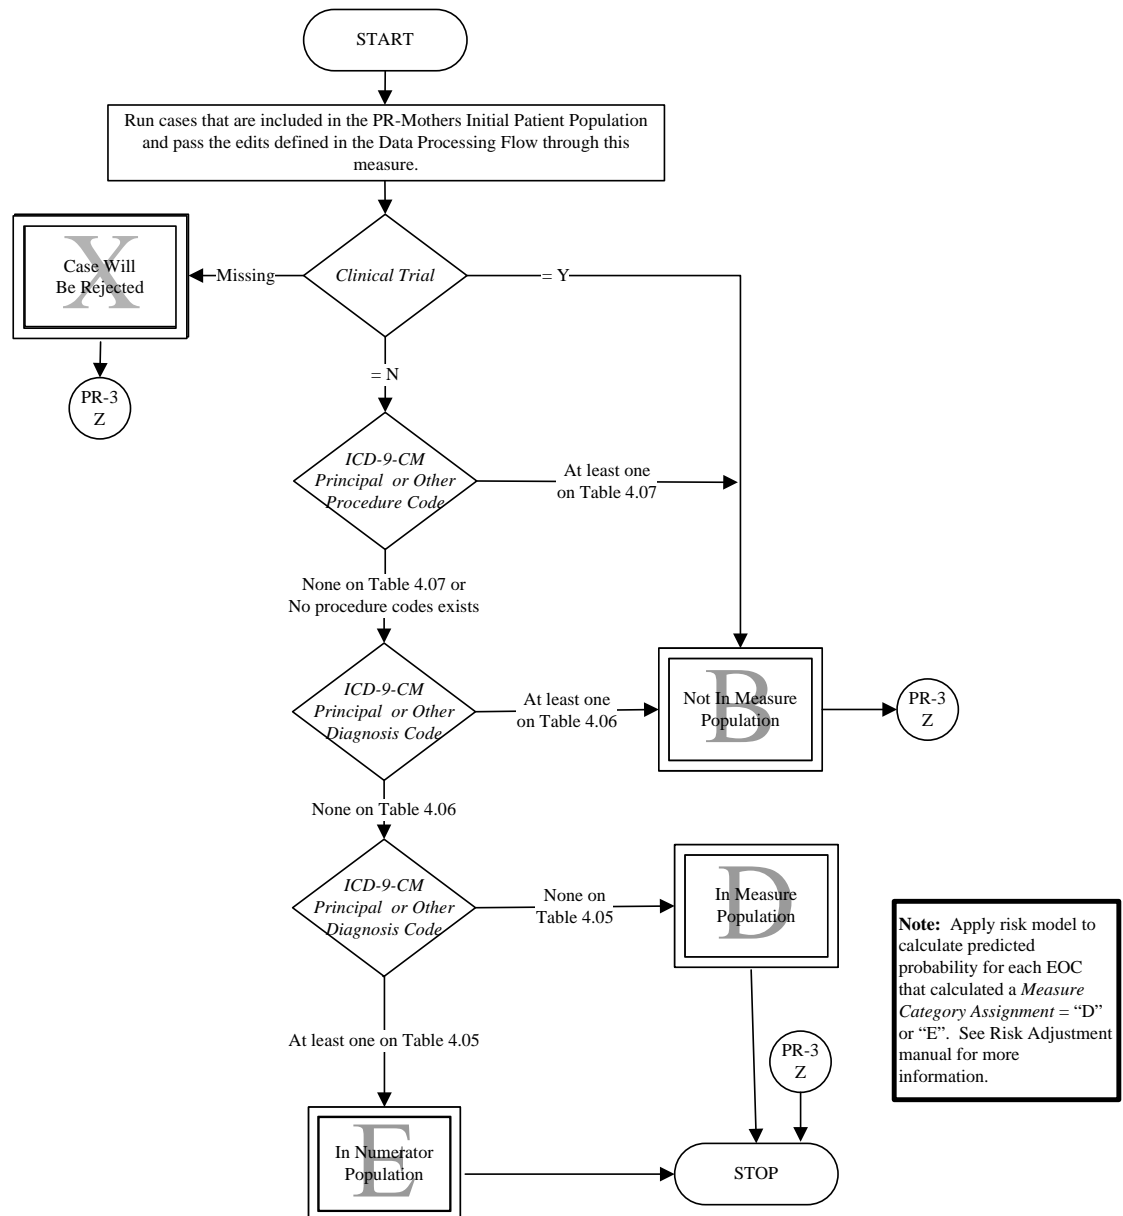 START
Run cases that are included in the PR-Mothers Initial Patient Population
and pass the edits defined in the Data Processing Flow through this
measure.
X
Case Will
Be Rejected
Missing
Clinical Trial
= Y
PR-3
Z
= N
ICD-9-CM
Principal or Other
Procedure Code
At least one
on Table 4.07
None on Table 4.07 or
No procedure codes exists
ICD-9-CM
Principal or Other
Diagnosis Code
At least one
on Table 4.06
B
Not In Measure
Population
PR-3
Z
None on Table 4.06
ICD-9-CM
Principal or Other
Diagnosis Code
None on
Table 4.05
D
In Measure
Population
Note: Apply risk model to
calculate predicted
probability for each EOC
that calculated a Measure
Category Assignment = “D”
or “E”. See Risk Adjustment
manual for more
information.
At least one on Table 4.05
PR-3
Z
E
In Numerator
Population
STOP